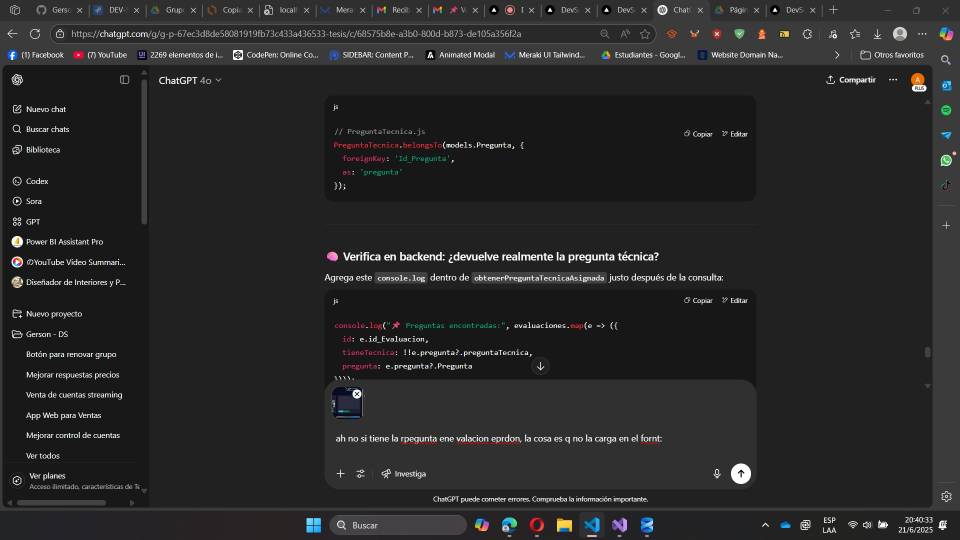 Gerso...
DEV-
Grupo
Copia
localh
Mera
Recib
Vo
DevS
DevS
Chat
Págin
DevS
https://chatgpt.com/g/g-p-67ec3d8de58081919fb73c433a436533-tesis/c/68575b8e-a3b0-800d-b873-de105a356f2a
(1) Facebook
(7) YouTube
2269 elementos de i...
CodePen: Online Co...
SIDEBAR: Content P...
Animated Modal
Meraki UI Tailwind...
Estudiantes - Googl...
Website Domain Na...
Otros favoritos
ChatGPT 4o
Compartir
A
PLUS
Nuevo chat
Buscar chats
Biblioteca
Codex
Sora
GPT
Power BI Assistant Pro
YouTube Video Summari...
Diseñador de Interiores y P...
Nuevo proyecto
Gerson - DS
Botón para renovar grupo
Mejorar respuestas precios
Venta de cuentas streaming
App Web para Ventas
Mejorar control de cuentas
Ver todos
Ver planes
Acceso ilimitado, características de Te
js
Copiar
Editar
// PreguntaTecnica.js
PreguntaTecnica.belongsTo(models.Pregunta, {
foreignKey: 'Id_Pregunta',
as: 'pregunta'
});
🧠 Verifica en backend: ¿devuelve realmente la pregunta técnica?
Agrega este console.log dentro de obtenerPreguntaTecnicaAsignada justo después de la consulta:
js
Copiar
Editar
console.log("📌 Preguntas encontradas:", evaluaciones.map(e => ({
id: e.id_Evaluacion,
tieneTecnica: !!e.pregunta?.preguntaTecnica,
pregunta: e.pregunta?.Pregunta
})));
ah no si tiene la rpegunta ene valacion eprdon, la cosa es q no la carga en el fornt:
Investiga
ChatGPT puede cometer errores. Comprueba la información importante.
Buscar
ESP
LAA
20:40:33
21/6/2025